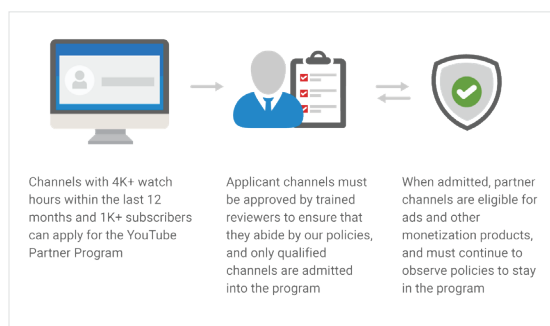 Channels with 4K+ watch
hours within the last 12
months and 1K+ subscribers
can apply for the YouTube
Partner Program
Applicant channels must
be approved by trained
reviewers to ensure that
they abide by our policies,
and only qualified
channels are admitted
into the program
When admitted, partner
channels are eligible for
ads and other
monetization products,
and must continue to
observe policies to stay
in the program